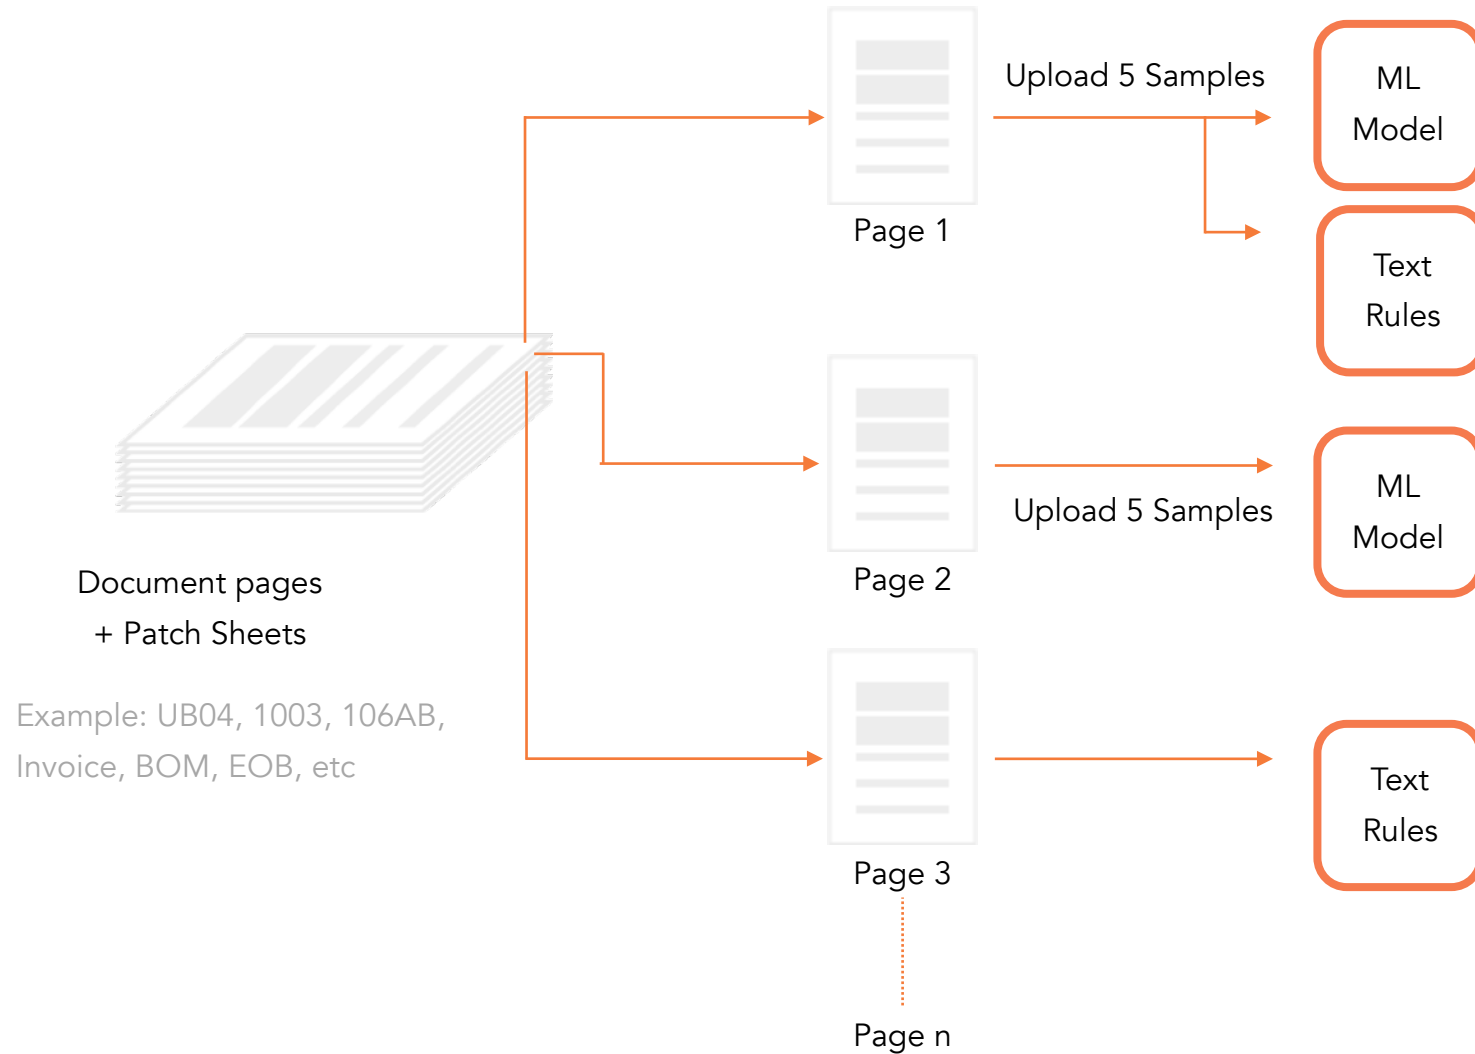 Upload 5 Samples
ML
Model
Page 1
Text
Rules
Document pages
+ Patch Sheets
Example: UB04, 1003, 106AB,
Invoice, BOM, EOB, etc
Upload 5 Samples
ML
Model
Page 2
Text
Rules
Page 3
Page n